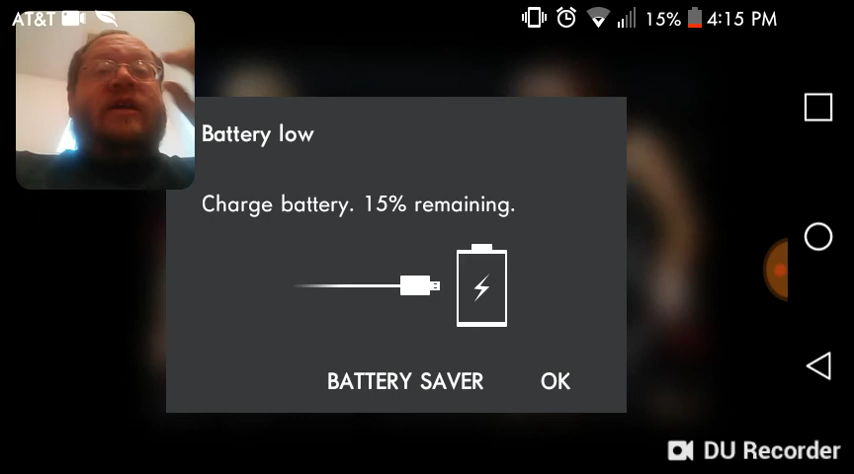 AT&T
15% 4:15 PM
Battery low
Charge battery. 15% remaining.
BATTERY SAVER OK
DU Recorder